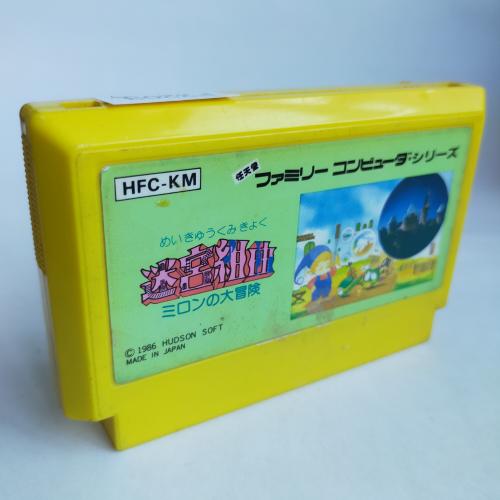 HFC-KM
任天堂 ファミリー コンピュータ・シリーズ
めいきゅうくみきょく
迷宮組曲
ミロンの大冒険
© 1986 HUDSON SOFT
MADE IN JAPAN